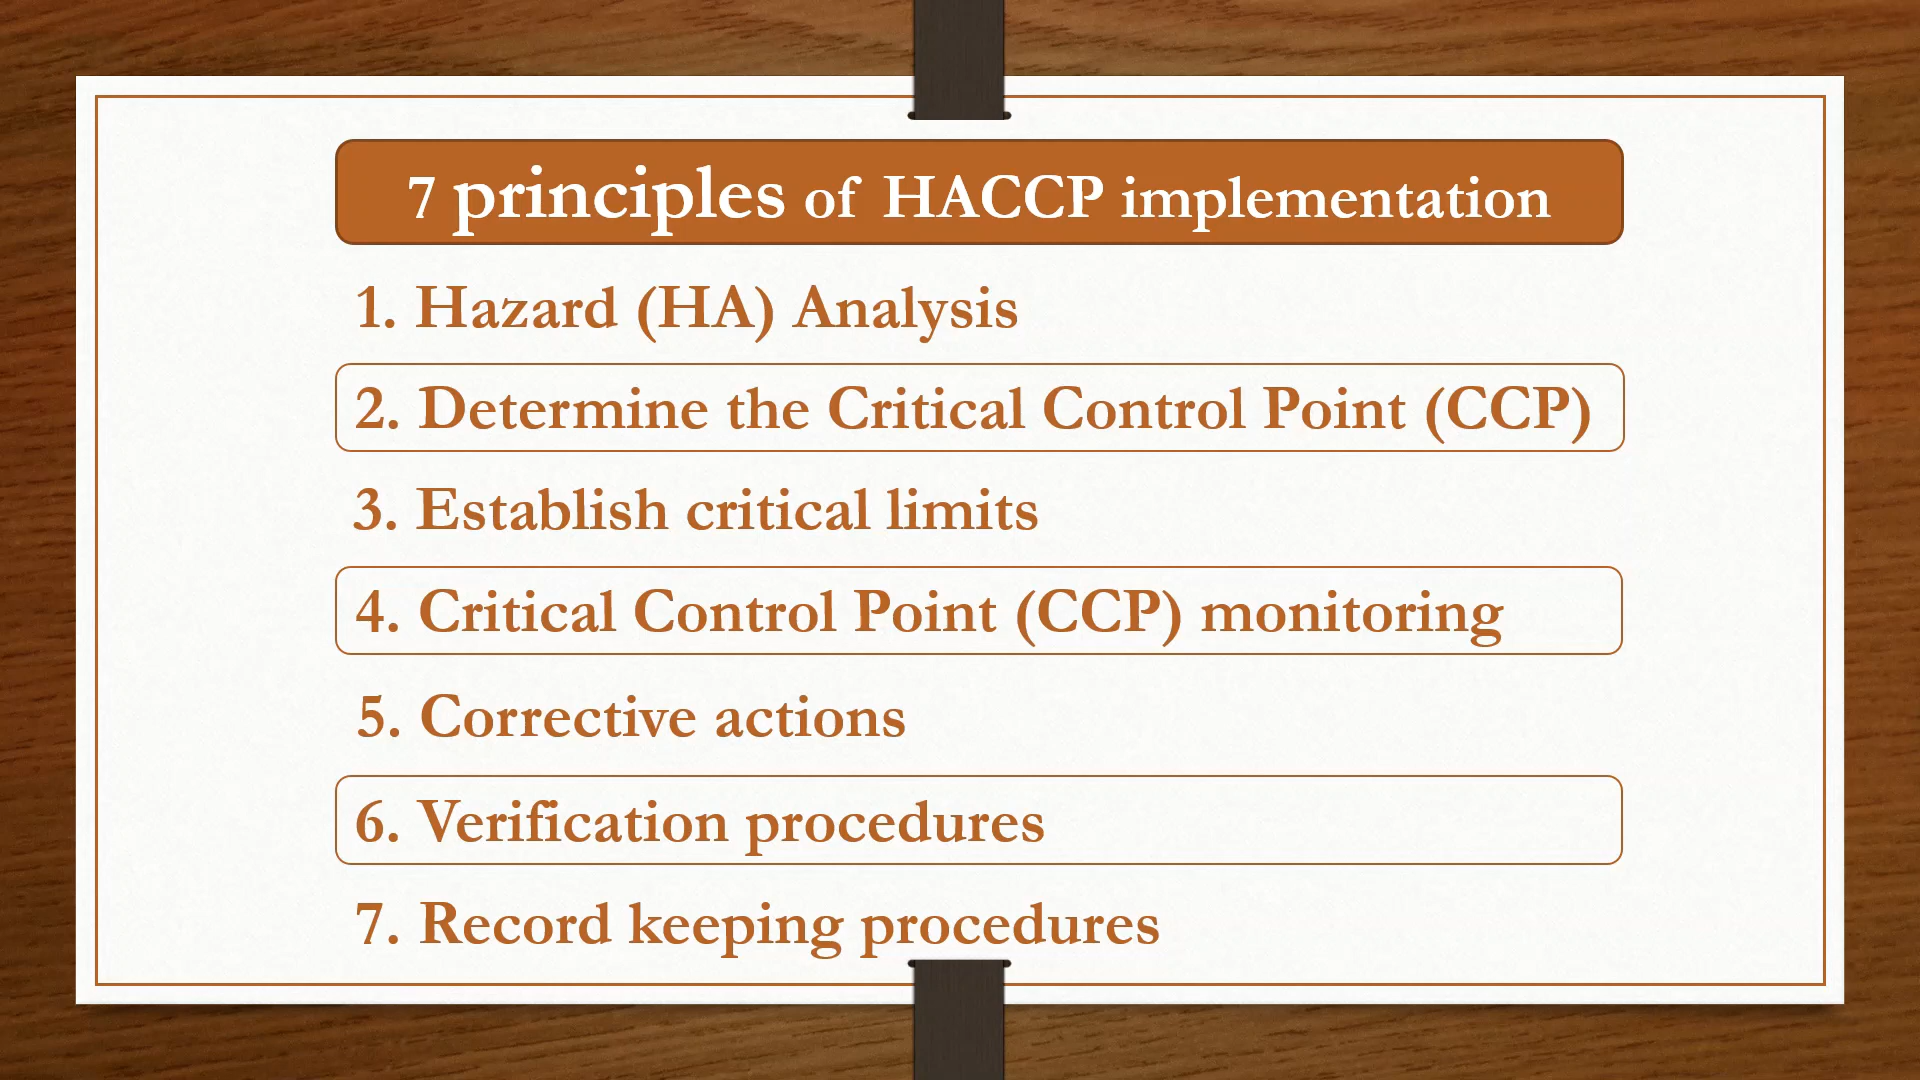 7 principles of HACCP implementation
1. Hazard (HA) Analysis
2. Determine the Critical Control Point (CCP)
3. Establish critical limits
4. Critical Control Point (CCP) monitoring
5. Corrective actions
6. Verification procedures
7. Record keeping procedures